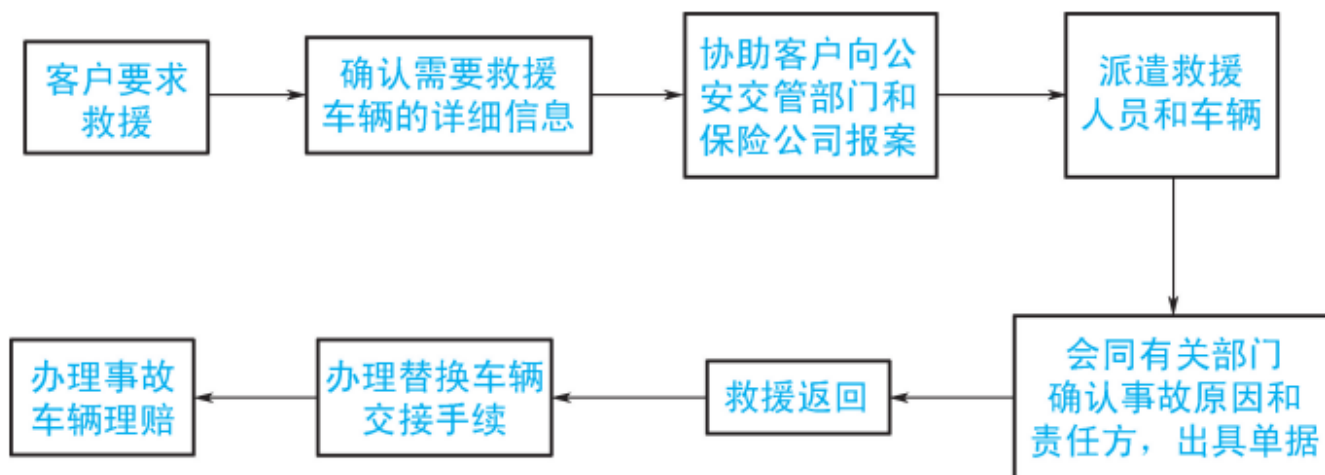 客户要求
救援
确认需要救援
车辆的详细信息
协助客户向公
安交管部门和
保险公司报案
派遣救援
人员和车辆
会同有关部门
确认事故原因和
责任方，出具单据
救援返回
办理替换车辆
交接手续
办理事故
车辆理赔